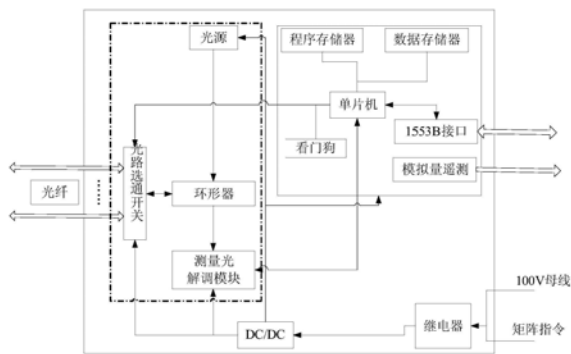 光源
程序存储器
数据存储器
单片机
1553B接口
看门狗
模拟量遥测
光纤
光路选通开关
环形器
测量光
解调模块
DC/DC
继电器
100V母线
矩阵指令